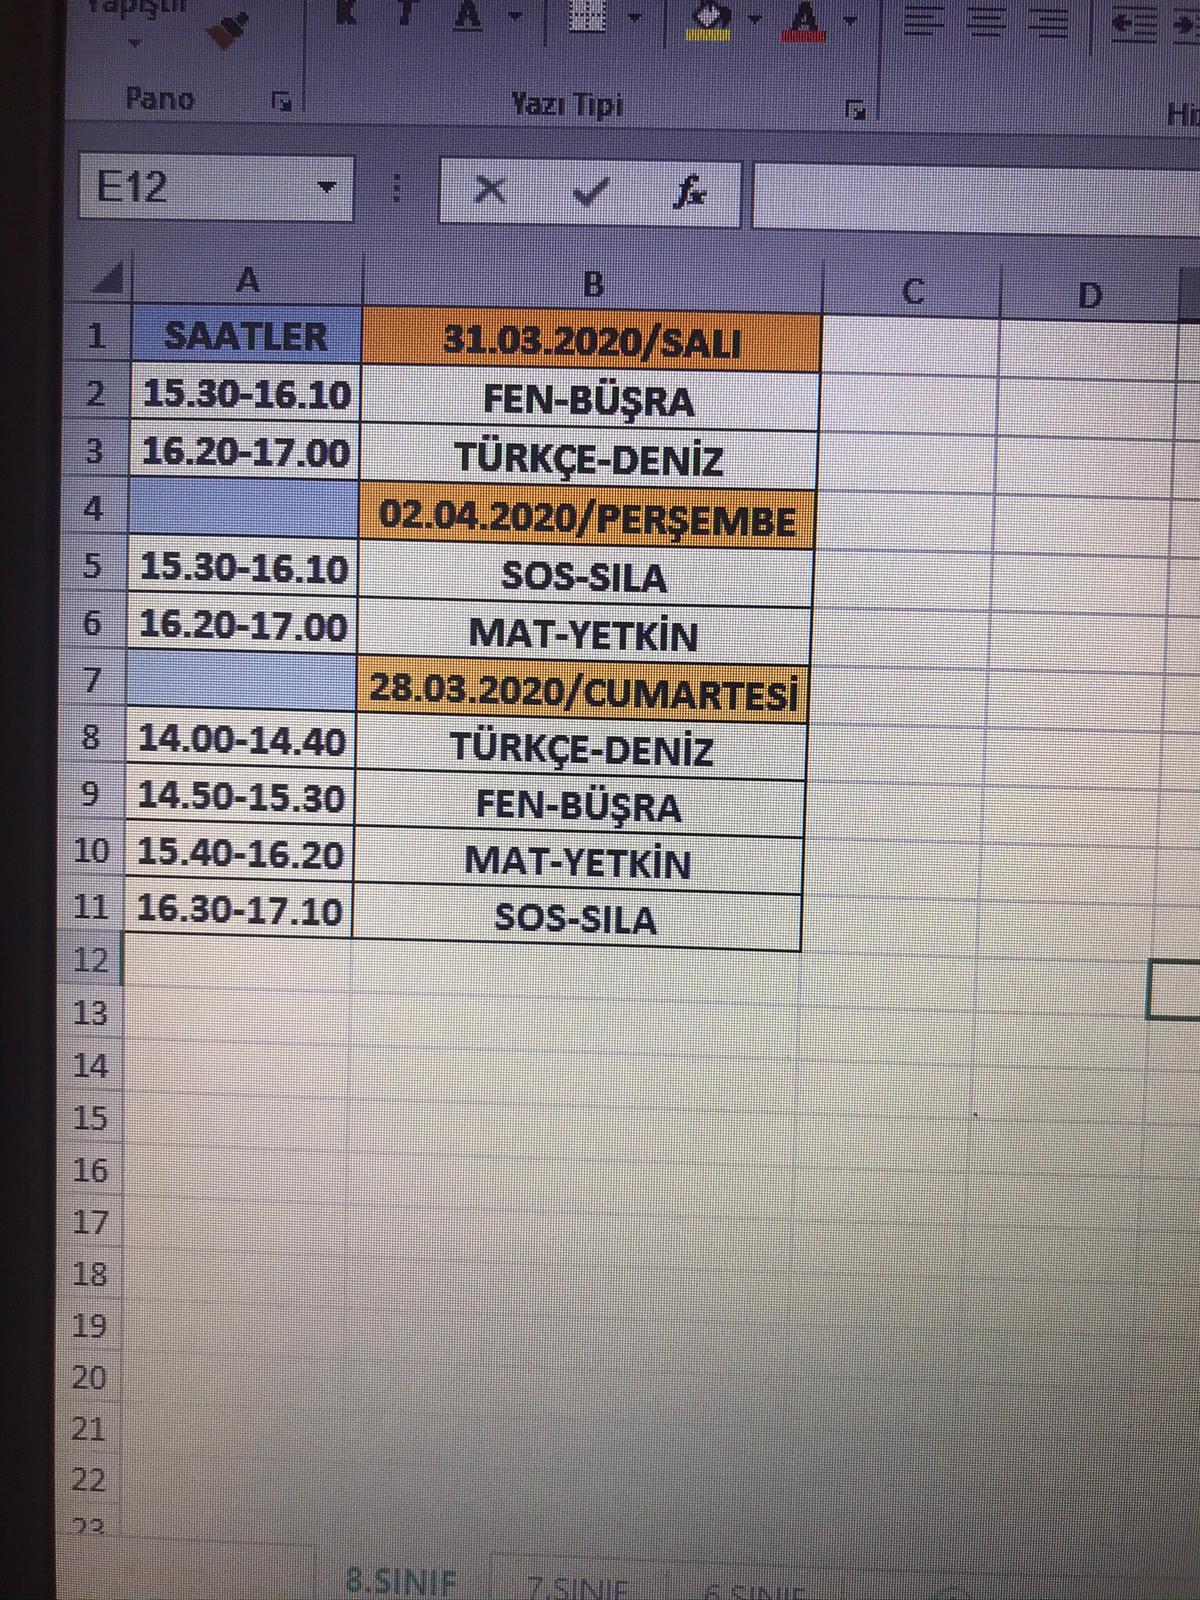 Yapıştır
K T A A
Pano Yazı Tipi
E12 fx
A B C D
1 SAATLER 31.03.2020/SALI
2 15.30-16.10 FEN-BÜŞRA
3 16.20-17.00 TÜRKÇE-DENİZ
4 02.04.2020/PERŞEMBE
5 15.30-16.10 SOS-SILA
6 16.20-17.00 MAT-YETKİN
7 28.03.2020/CUMARTESİ
8 14.00-14.40 TÜRKÇE-DENİZ
9 14.50-15.30 FEN-BÜŞRA
10 15.40-16.20 MAT-YETKİN
11 16.30-17.10 SOS-SILA
12
13
14
15
16
17
18
19
20
21
22
23
8.SINIF 7.SINIF 6.SINIF